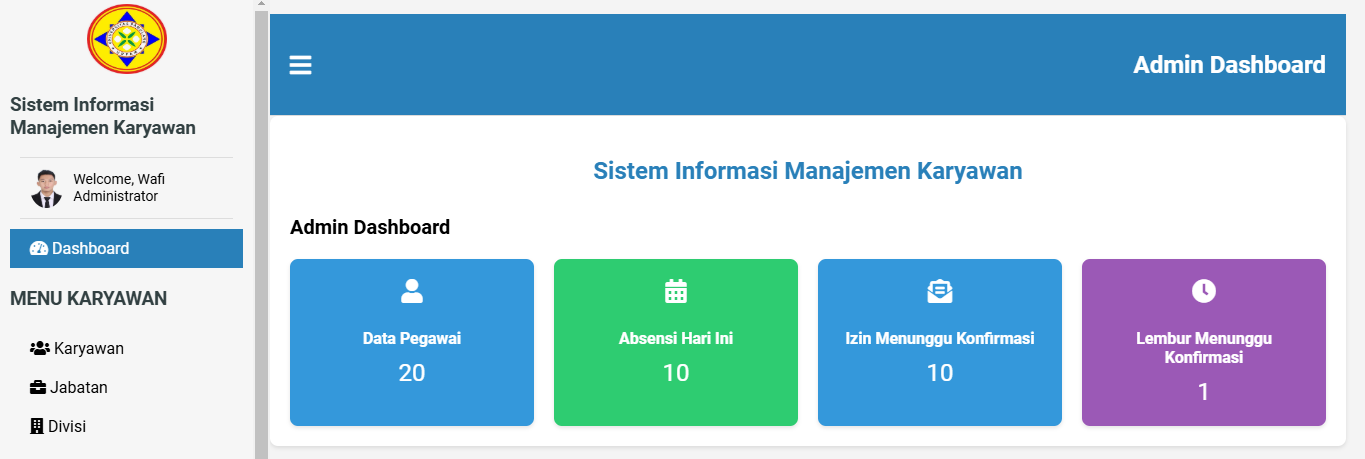 Sistem Informasi
Manajemen Karyawan
Welcome, Wafi
Administrator
Dashboard
MENU KARYAWAN
Karyawan
Jabatan
Divisi
Admin Dashboard
Sistem Informasi Manajemen Karyawan
Admin Dashboard
Data Pegawai
20
Absensi Hari Ini
10
Izin Menunggu Konfirmasi
10
Lembur Menunggu
Konfirmasi
1